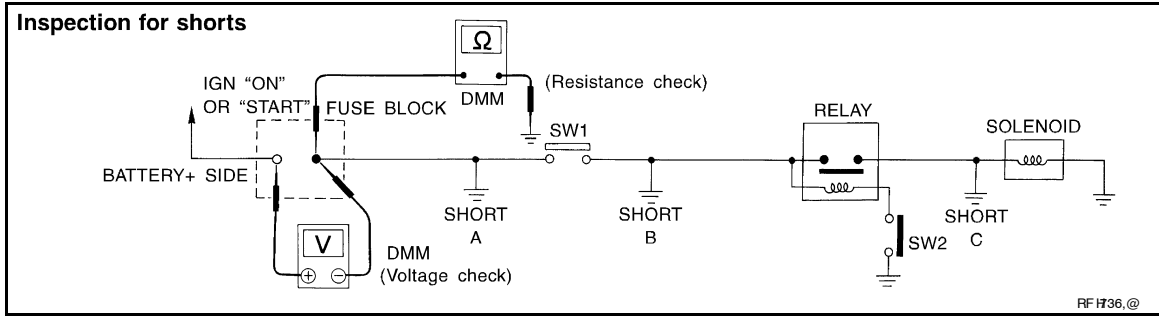 Inspection for shorts
Ω
IGN “ON”
OR “START”
FUSE BLOCK
DMM
(Resistance check)
SW1
RELAY
SOLENOID
BATTERY+ SIDE
SHORT
A
SHORT
B
SHORT
C
SW2
V
+ −
DMM
(Voltage check)